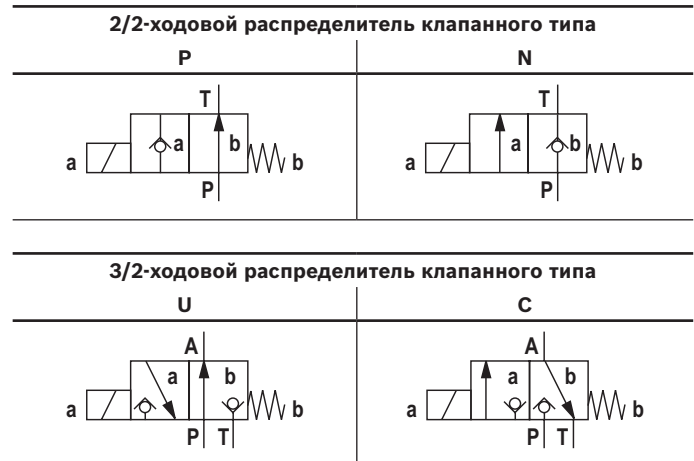 2/2-ходовой распределитель клапанного типа
P N
T T
a a b b a a b b
P P
3/2-ходовой распределитель клапанного типа
U C
A A
a a b b a a b b
P T P T